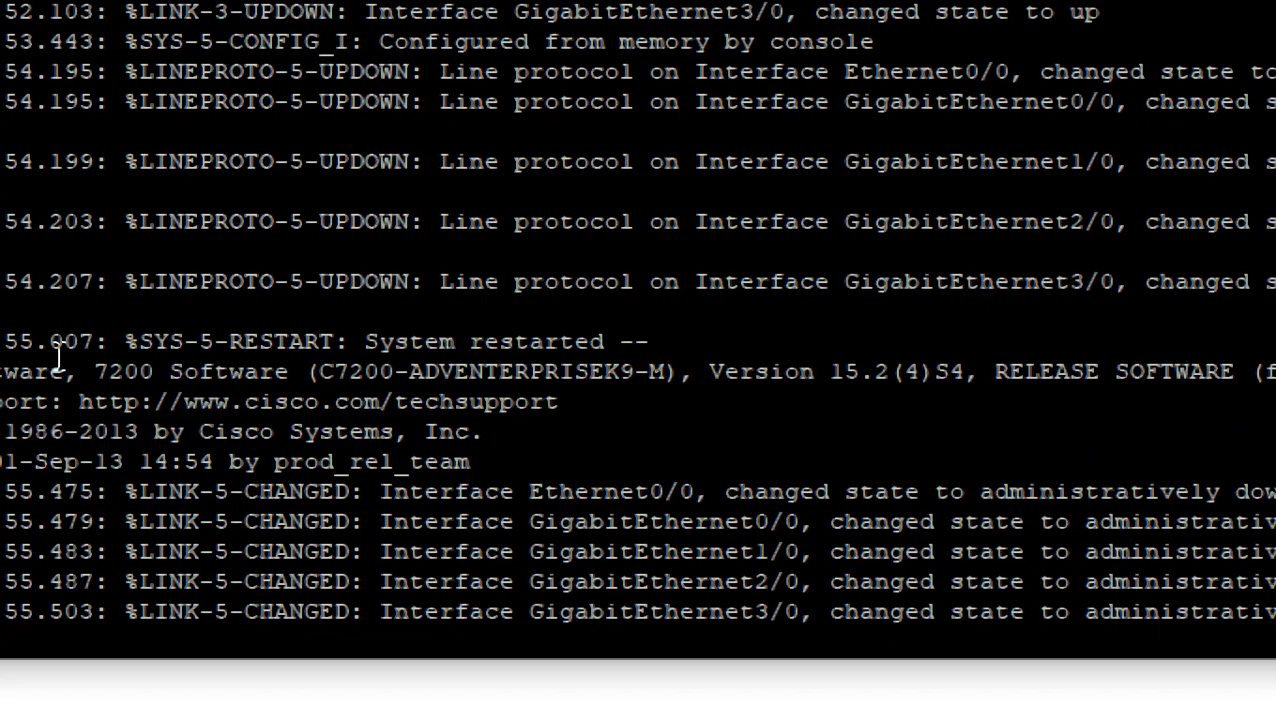 52.103: %LINK-3-UPDOWN: Interface GigabitEthernet3/0, changed state to up
53.443: %SYS-5-CONFIG_I: Configured from memory by console
54.195: %LINEPROTO-5-UPDOWN: Line protocol on Interface Ethernet0/0, changed state to
54.195: %LINEPROTO-5-UPDOWN: Line protocol on Interface GigabitEthernet0/0, changed s
54.199: %LINEPROTO-5-UPDOWN: Line protocol on Interface GigabitEthernet1/0, changed s
54.203: %LINEPROTO-5-UPDOWN: Line protocol on Interface GigabitEthernet2/0, changed s
54.207: %LINEPROTO-5-UPDOWN: Line protocol on Interface GigabitEthernet3/0, changed s
55.007: %SYS-5-RESTART: System restarted --
tware, 7200 Software (C7200-ADVENTERPRISEK9-M), Version 15.2(4)S4, RELEASE SOFTWARE (f
port: http://www.cisco.com/techsupport
1986-2013 by Cisco Systems, Inc.
01-Sep-13 14:54 by prod_rel_team
55.475: %LINK-5-CHANGED: Interface Ethernet0/0, changed state to administratively dow
55.479: %LINK-5-CHANGED: Interface GigabitEthernet0/0, changed state to administrativ
55.483: %LINK-5-CHANGED: Interface GigabitEthernet1/0, changed state to administrativ
55.487: %LINK-5-CHANGED: Interface GigabitEthernet2/0, changed state to administrativ
55.503: %LINK-5-CHANGED: Interface GigabitEthernet3/0, changed state to administrativ